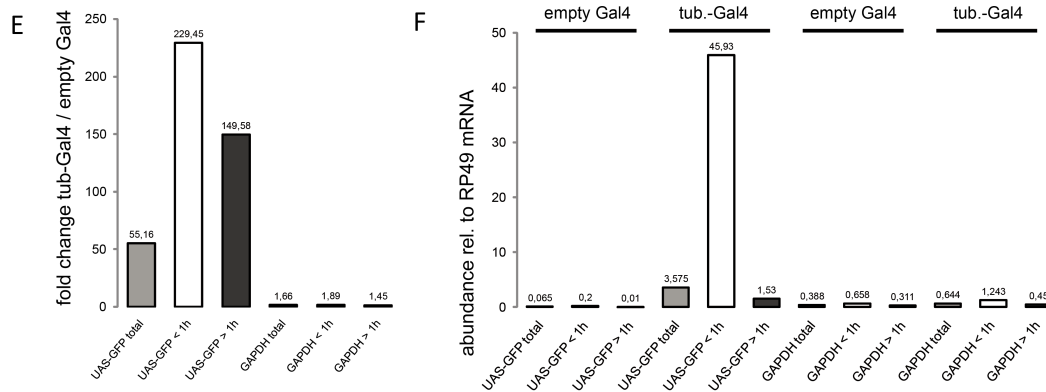 E
fold change tub-Gal4 / empty Gal4
250
200
150
100
50
0
55,16
229,45
149,58
1,66
1,89
1,45
UAS-GFP total
UAS-GFP < 1h
UAS-GFP > 1h
GAPDH total
GAPDH < 1h
GAPDH > 1h
F
empty Gal4
tub.-Gal4
empty Gal4
tub.-Gal4
abundance rel. to RP49 mRNA
50
40
30
20
10
0
0,065
0,2
0,01
3,575
45,93
1,53
0,388
0,658
0,311
0,644
1,243
0,45
UAS-GFP total
UAS-GFP < 1h
UAS-GFP > 1h
UAS-GFP total
UAS-GFP <1h
UAS-GFP > 1h
GAPDH total
GAPDH < 1h
GAPDH > 1h
GAPDH total
GAPDH < 1h
GAPDH > 1h